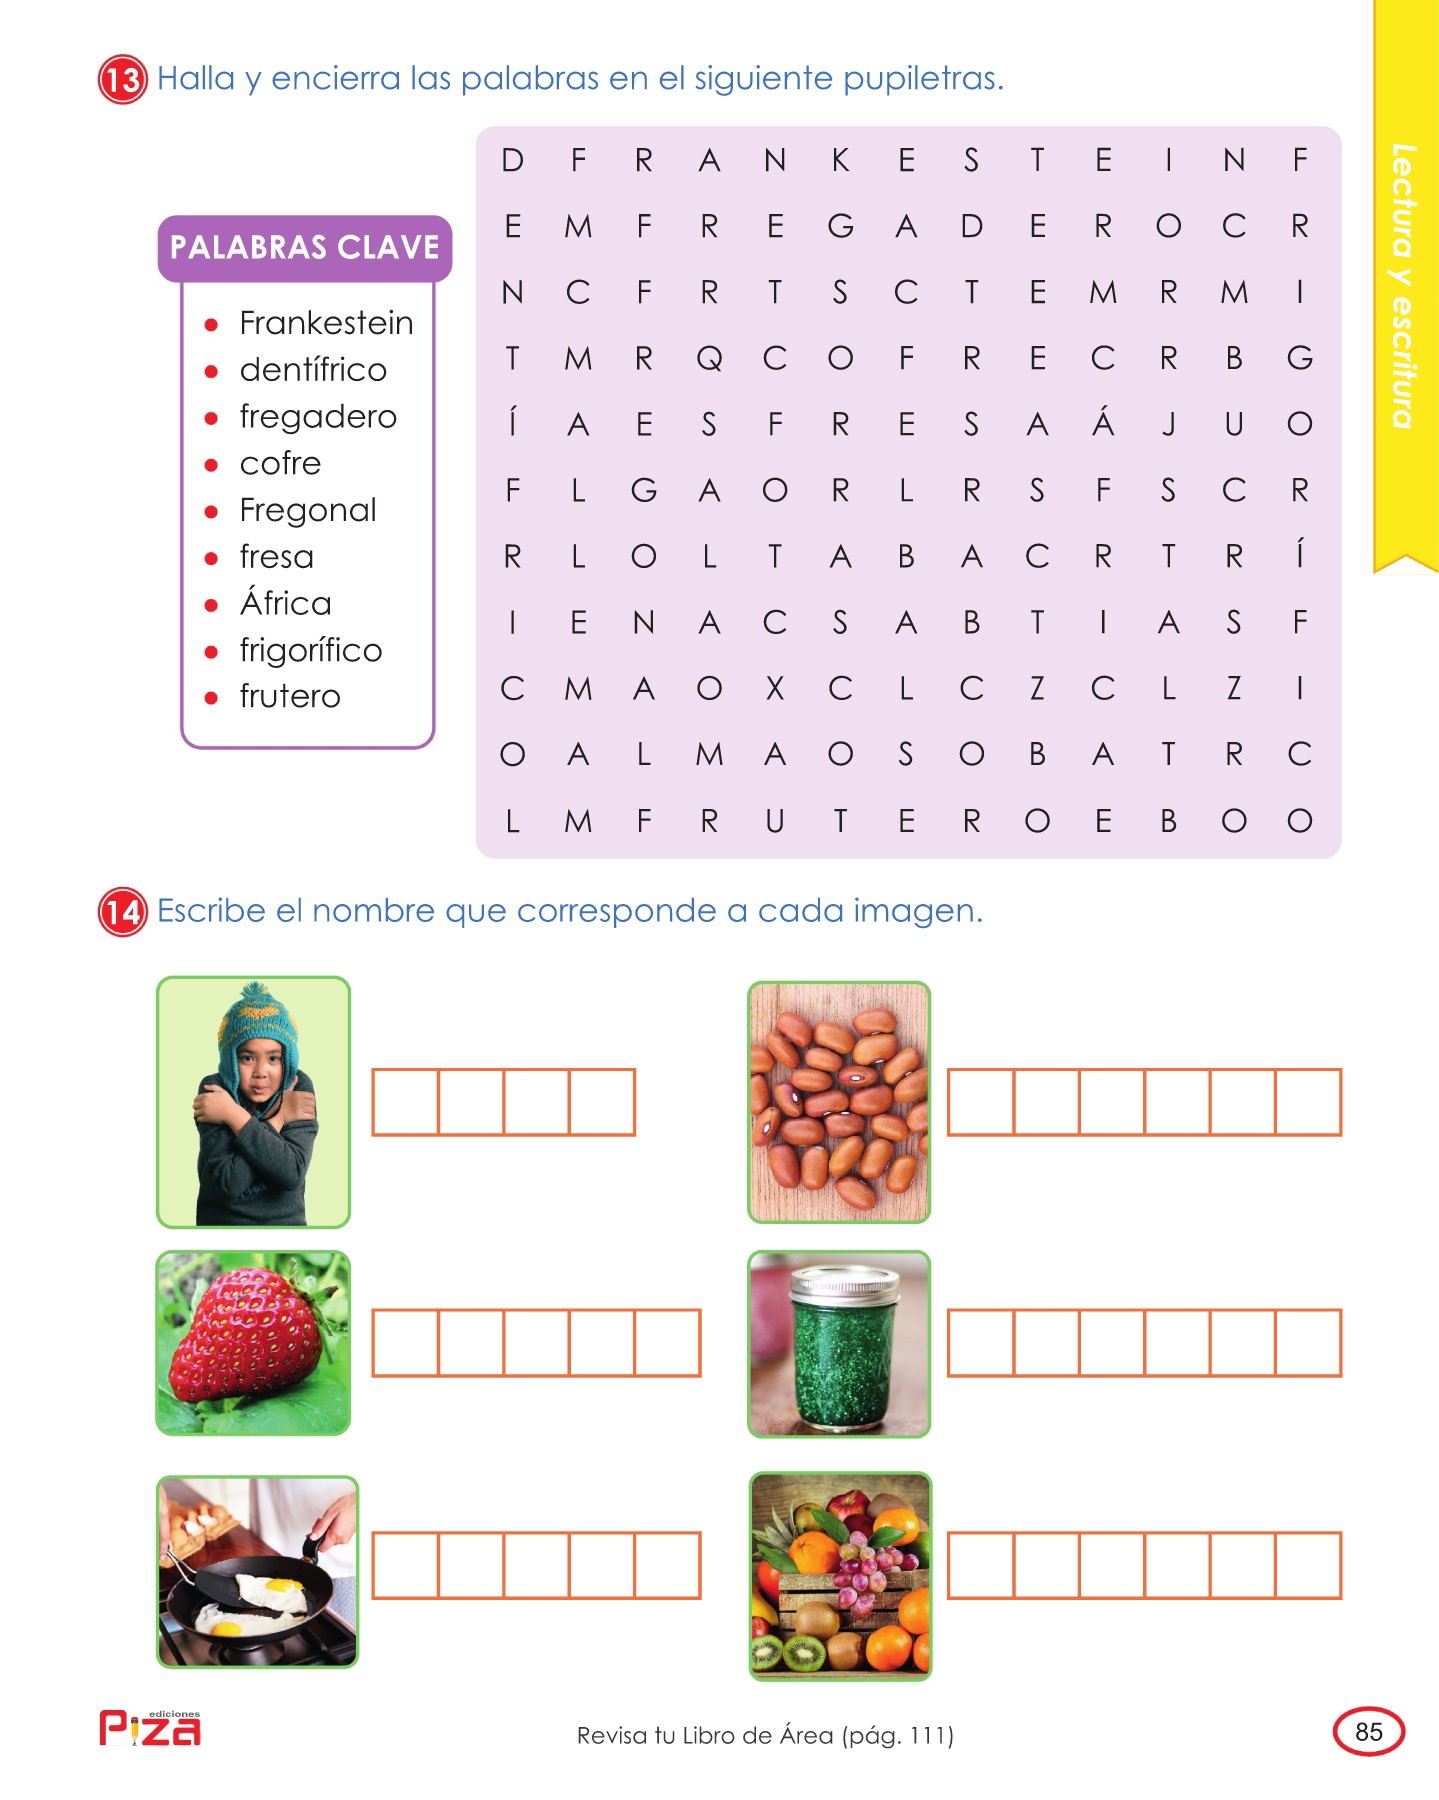 13 Halla y encierra las palabras en el siguiente pupiletras.
PALABRAS CLAVE
• Frankestein
• dentífrico
• fregadero
• cofre
• Fregonal
• fresa
• África
• frigorífico
• frutero
D F R A N K E S T E I N F
E M F R E G A D E R O C R
N C F R T S C T E M R M I
T M R Q C O F R E C R B G
Í A E S F R E S A Á J U O
F L G A O R L R S F S C R
R L O L T A B A C R T R Í
I E N A C S A B T I A S F
C M A O X C L C Z C L Z I
O A L M A O S O B A T R C
L M F R U T E R O E B O O
Lectura y escritura
14 Escribe el nombre que corresponde a cada imagen.
ediciones
Piza
Revisa tu Libro de Área (pág. 111)
85